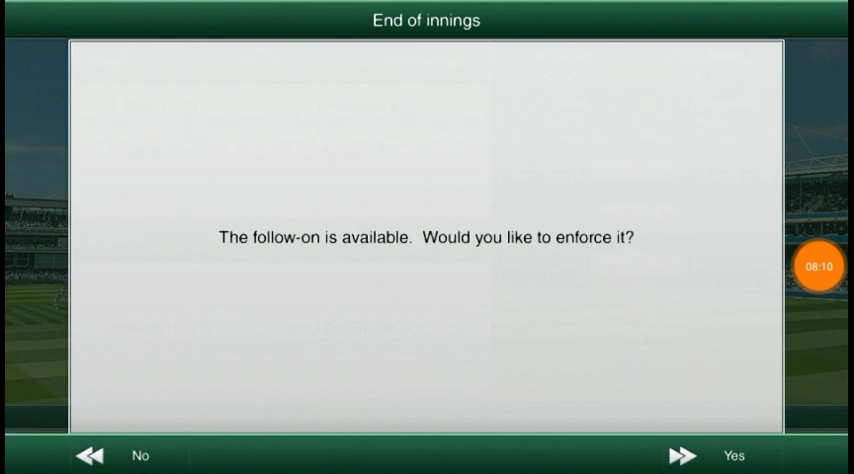 End of innings
The follow-on is available.  Would you like to enforce it?
08:10
No
Yes